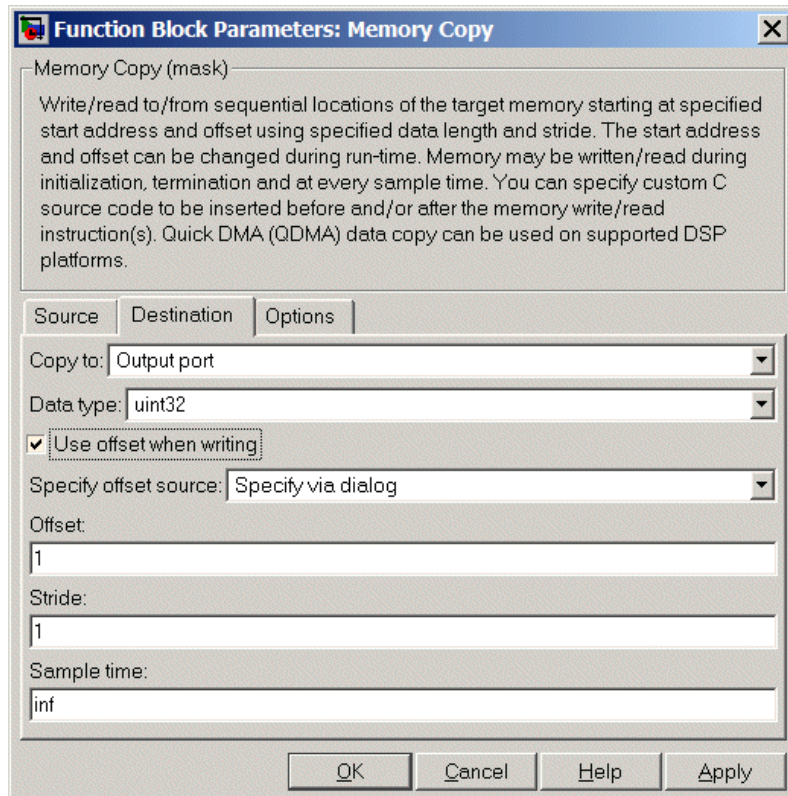 Function Block Parameters: Memory Copy
Memory Copy (mask)
Write/read to/from sequential locations of the target memory starting at specified
start address and offset using specified data length and stride. The start address
and offset can be changed during run-time. Memory may be written/read during
initialization, termination and at every sample time. You can specify custom C
source code to be inserted before and/or after the memory write/read
instruction(s). Quick DMA (QDMA) data copy can be used on supported DSP
platforms.
Source Destination Options
Copy to: Output port
Data type: uint32
Use offset when writing
Specify offset source: Specify via dialog
Offset:
1
Stride:
1
Sample time:
inf
OK Cancel Help Apply